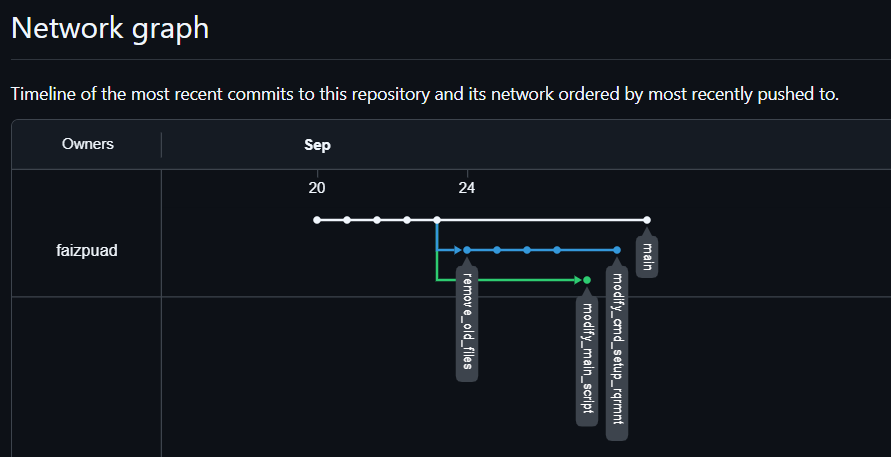 Network graph
Timeline of the most recent commits to this repository and its network ordered by most recently pushed to.
Owners
Sep
20
24
faizpuad
main
remove_old_files
modify_main_script
modify_cmd_setup_rqrmnt